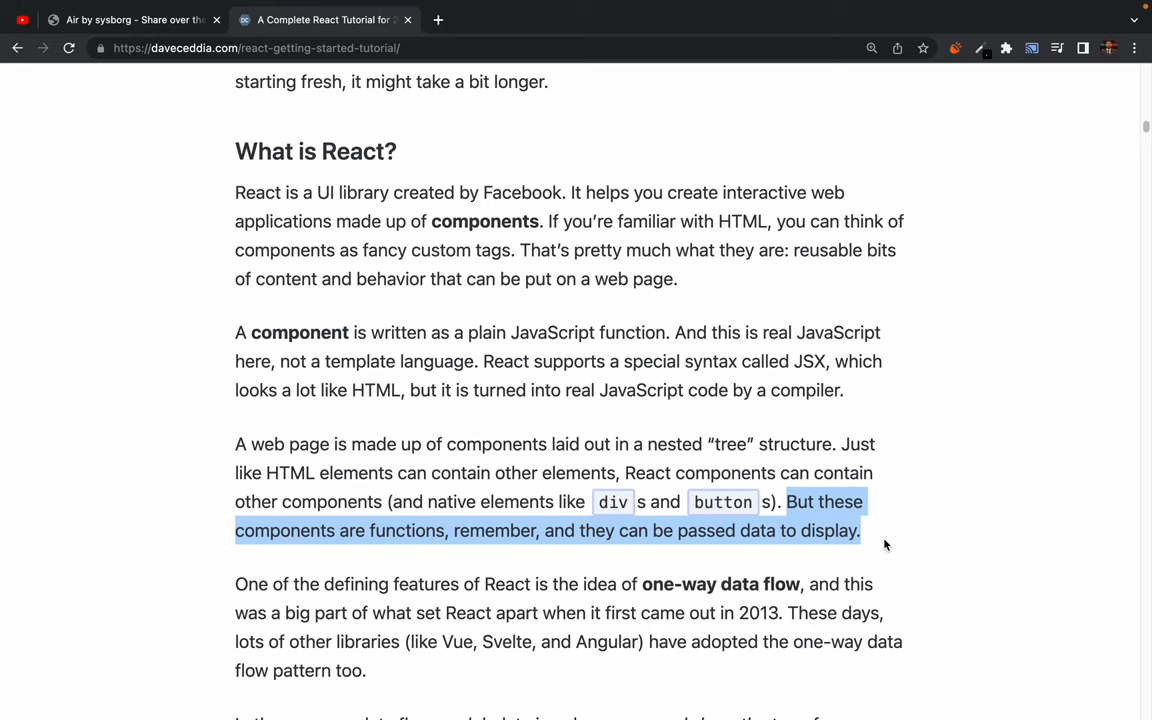 Air by sysborg - Share over the
A Complete React Tutorial for 2
https://daveceddia.com/react-getting-started-tutorial/
starting fresh, it might take a bit longer.
What is React?
React is a UI library created by Facebook. It helps you create interactive web
applications made up of components. If you’re familiar with HTML, you can think of
components as fancy custom tags. That’s pretty much what they are: reusable bits
of content and behavior that can be put on a web page.
A component is written as a plain JavaScript function. And this is real JavaScript
here, not a template language. React supports a special syntax called JSX, which
looks a lot like HTML, but it is turned into real JavaScript code by a compiler.
A web page is made up of components laid out in a nested “tree” structure. Just
like HTML elements can contain other elements, React components can contain
other components (and native elements like div s and button s). But these
components are functions, remember, and they can be passed data to display.
One of the defining features of React is the idea of one-way data flow, and this
was a big part of what set React apart when it first came out in 2013. These days,
lots of other libraries (like Vue, Svelte, and Angular) have adopted the one-way data
flow pattern too.